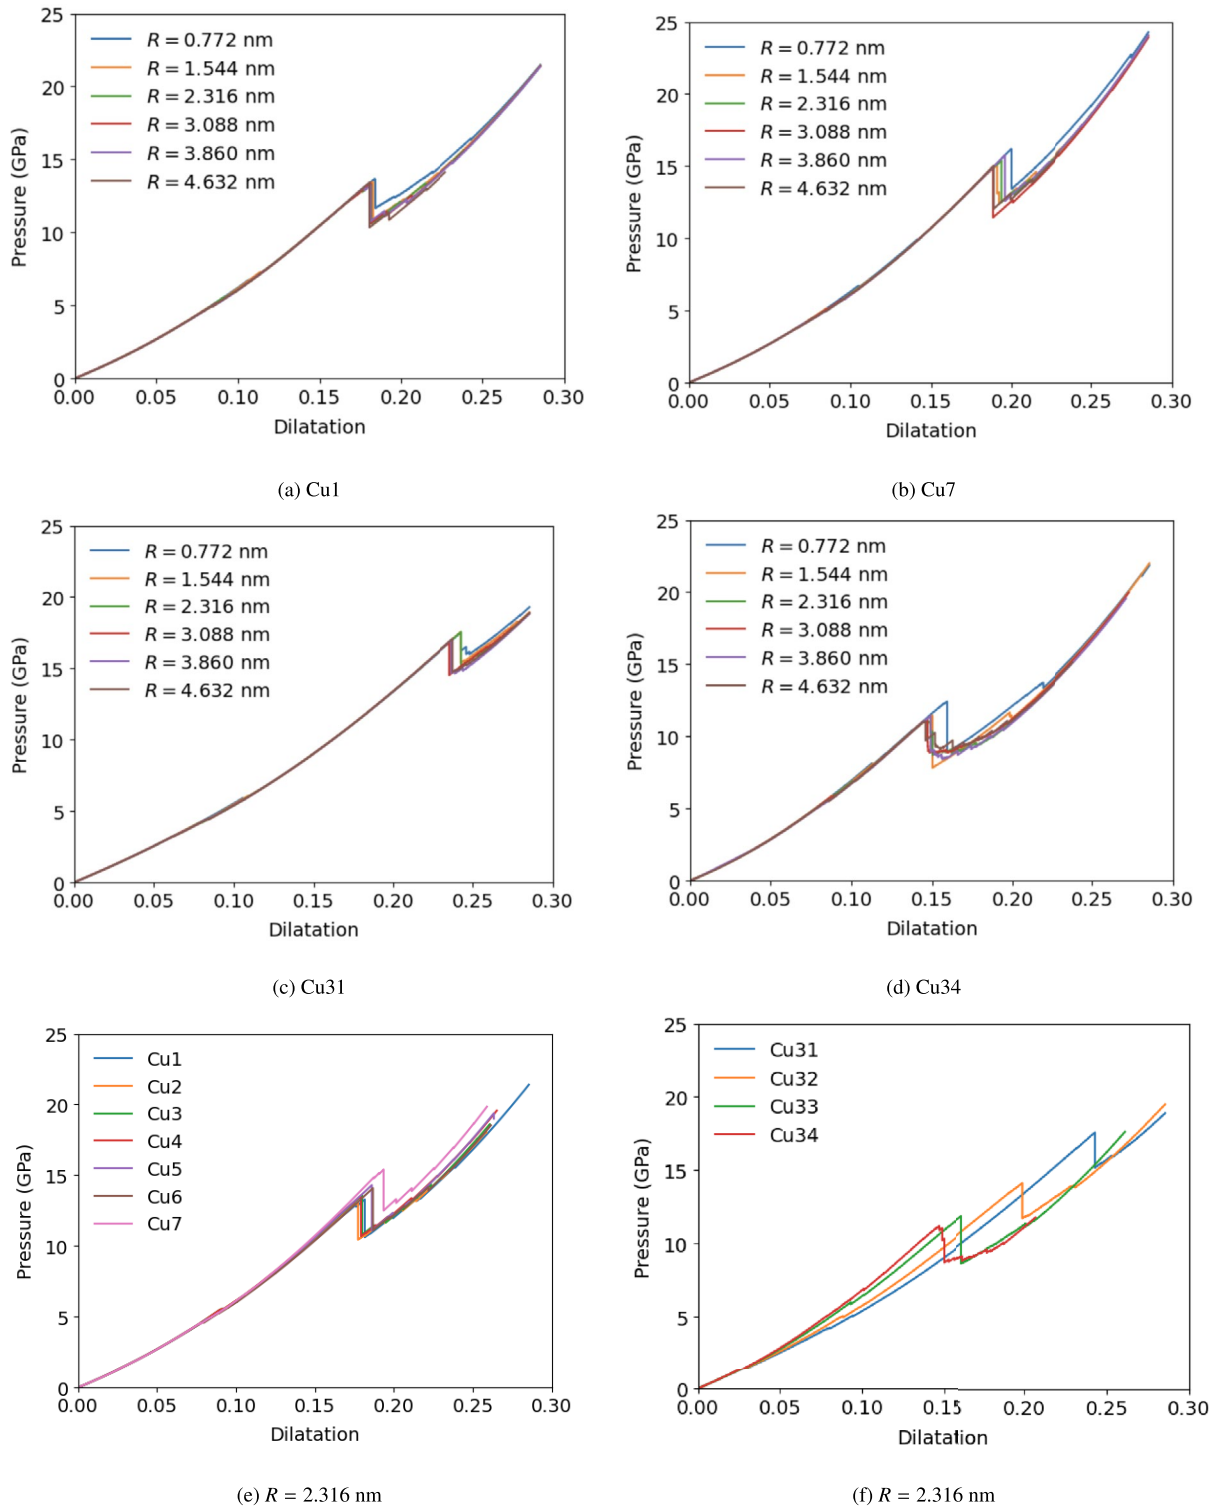 25
20
15
10
5
0
Pressure (GPa)
R = 0.772 nm
R = 1.544 nm
R = 2.316 nm
R = 3.088 nm
R = 3.860 nm
R = 4.632 nm
0.00 0.05 0.10 0.15 0.20 0.25 0.30
Dilatation
(a) Cu1
25
20
15
10
5
0
Pressure (GPa)
R = 0.772 nm
R = 1.544 nm
R = 2.316 nm
R = 3.088 nm
R = 3.860 nm
R = 4.632 nm
0.00 0.05 0.10 0.15 0.20 0.25 0.30
Dilatation
(b) Cu7
25
20
15
10
5
0
Pressure (GPa)
R = 0.772 nm
R = 1.544 nm
R = 2.316 nm
R = 3.088 nm
R = 3.860 nm
R = 4.632 nm
0.00 0.05 0.10 0.15 0.20 0.25 0.30
Dilatation
(c) Cu31
25
20
15
10
5
0
Pressure (GPa)
R = 0.772 nm
R = 1.544 nm
R = 2.316 nm
R = 3.088 nm
R = 3.860 nm
R = 4.632 nm
0.00 0.05 0.10 0.15 0.20 0.25 0.30
Dilatation
(d) Cu34
25
20
15
10
5
0
Pressure (GPa)
Cu1
Cu2
Cu3
Cu4
Cu5
Cu6
Cu7
0.00 0.05 0.10 0.15 0.20 0.25 0.30
Dilatation
(e) R = 2.316 nm
25
20
15
10
5
0
Pressure (GPa)
Cu31
Cu32
Cu33
Cu34
0.00 0.05 0.10 0.15 0.20 0.25 0.30
Dilatation
(f) R = 2.316 nm